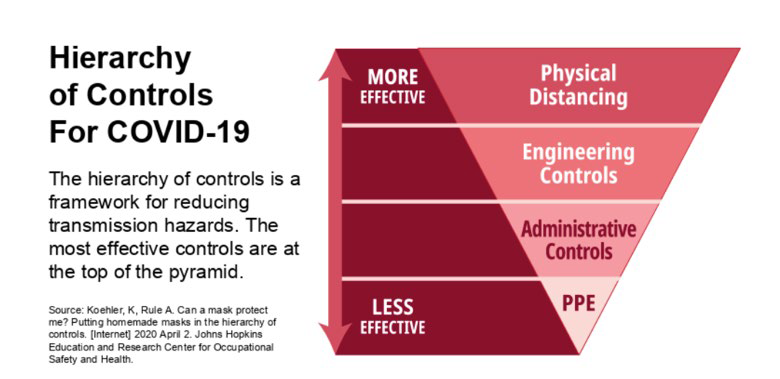 Hierarchy
of Controls
For COVID-19
The hierarchy of controls is a
framework for reducing
transmission hazards. The
most effective controls are at
the top of the pyramid.
Source: Koehler, K, Rule A. Can a mask protect
me? Putting homemade masks in the hierarchy of
controls. [Internet] 2020 April 2. Johns Hopkins
Education and Research Center for Occupational
Safety and Health.
MORE
EFFECTIVE
Physical
Distancing
Engineering
Controls
Administrative
Controls
LESS
EFFECTIVE
PPE